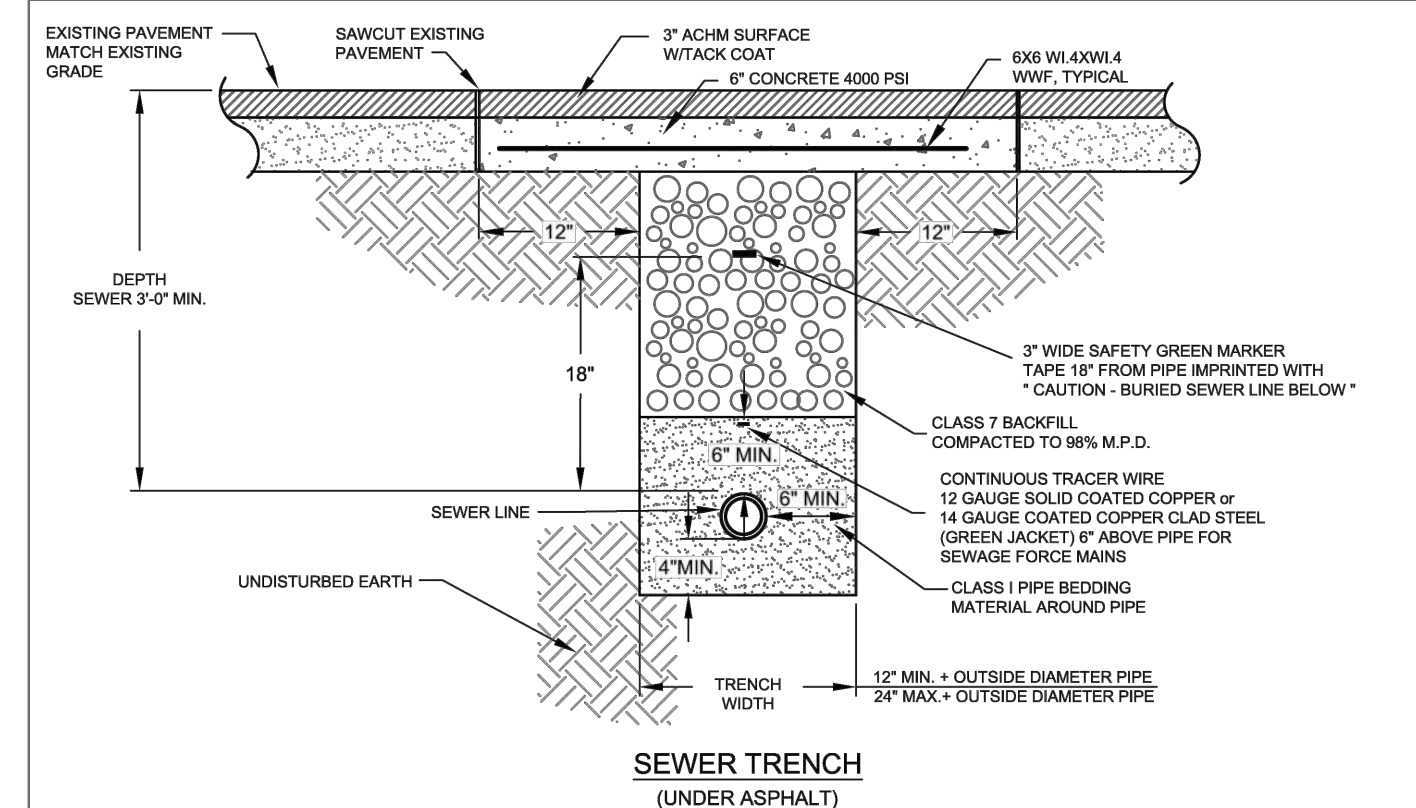 EXISTING PAVEMENT
MATCH EXISTING
GRADE
SAWCUT EXISTING
PAVEMENT
3" ACHM SURFACE
W/TACK COAT
6" CONCRETE 4000 PSI
6X6 WI.4XWI.4
WWF, TYPICAL
12"
12"
DEPTH
SEWER 3'-0" MIN.
18"
3" WIDE SAFETY GREEN MARKER
TAPE 18" FROM PIPE IMPRINTED WITH
" CAUTION - BURIED SEWER LINE BELOW "
CLASS 7 BACKFILL
COMPACTED TO 98% M.P.D.
6" MIN.
6" MIN.
CONTINUOUS TRACER WIRE
12 GAUGE SOLID COATED COPPER or
14 GAUGE COATED COPPER CLAD STEEL
(GREEN JACKET) 6" ABOVE PIPE FOR
SEWAGE FORCE MAINS
SEWER LINE
4"MIN.
UNDISTURBED EARTH
CLASS I PIPE BEDDING
MATERIAL AROUND PIPE
TRENCH
WIDTH
12" MIN. + OUTSIDE DIAMETER PIPE
24" MAX.+ OUTSIDE DIAMETER PIPE
SEWER TRENCH
(UNDER ASPHALT)